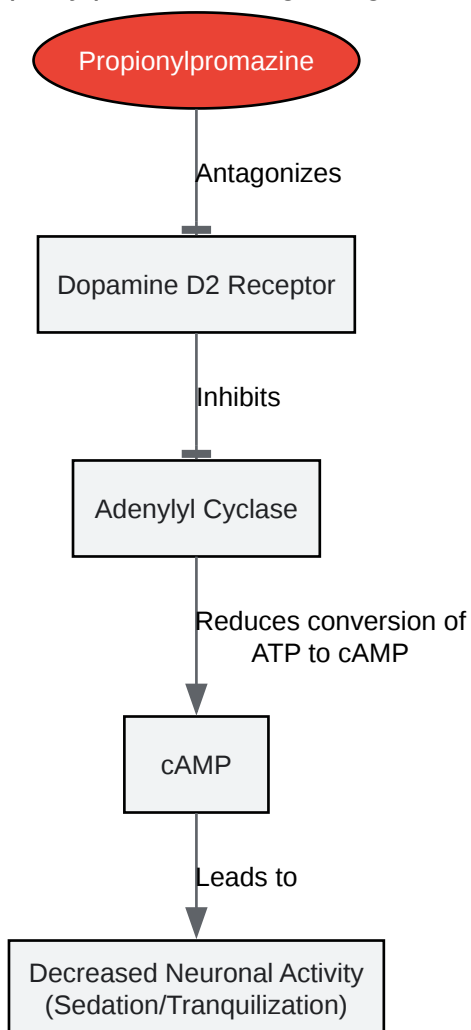 Propionylpromazine
Antagonizes
Dopamine D2 Receptor
Inhibits
Adenylyl Cyclase
Reduces conversion of
ATP to cAMP
cAMP
Leads to
Decreased Neuronal Activity
(Sedation/Tranquilization)